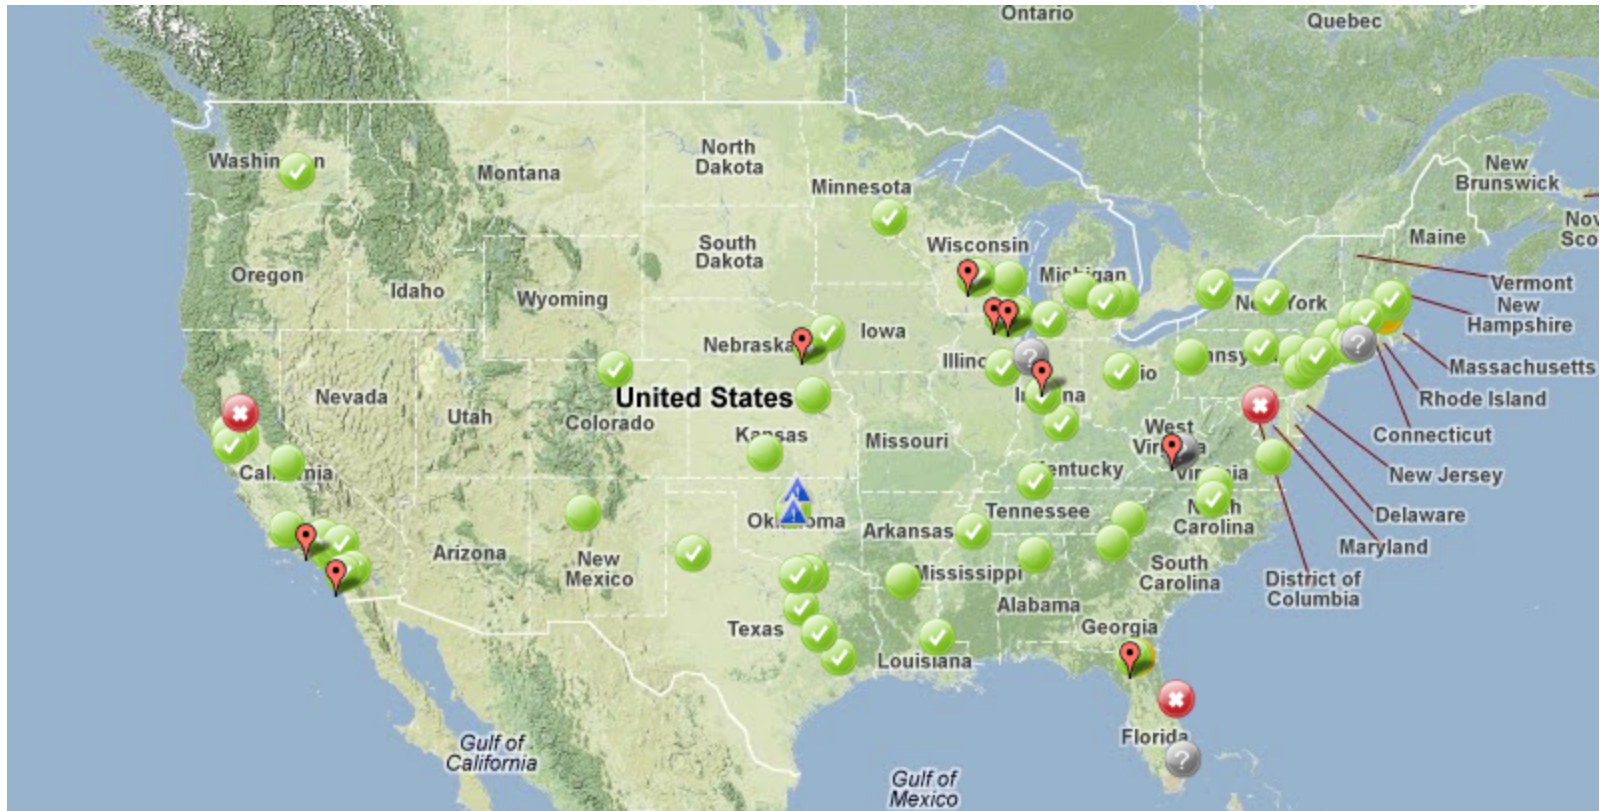 Ontario
Quebec
Montana
North
Dakota
Minnesota
New
Brunswick
Nov
Sco
Maine
Oregon
Idaho
Wyoming
South
Dakota
Wisconsin
Vermont
New
Hampshire
Massachusetts
Rhode Island
Connecticut
New Jersey
Delaware
Maryland
District of
Columbia
Nebraska
Iowa
United States
Nevada
Utah
Colorado
Missouri
West
Arizona
New
Mexico
Arkansas
Tennessee
Carolina
South
Carolina
Mississippi
Alabama
Georgia
Texas
Louisiana
Florida
Gulf of
California
Gulf of
Mexico